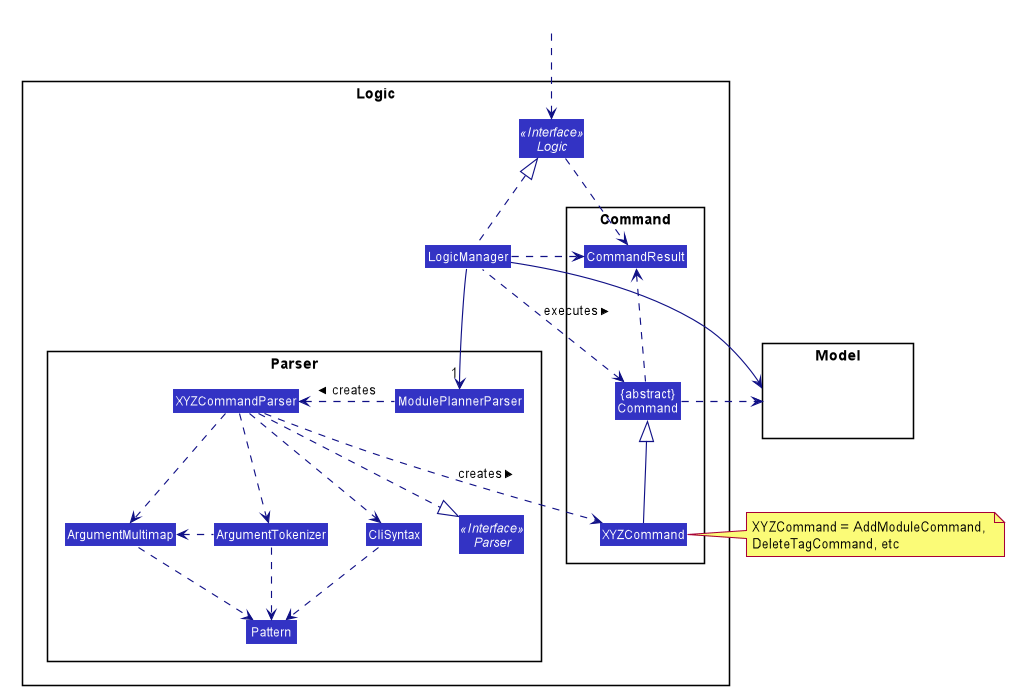 Logic
«Interface»
Logic
Command
LogicManager
CommandResult
executes ►
Model
Parser
1
◄ creates
{abstract}
Command
XYZCommandParser
ModulePlannerParser
creates ►
ArgumentMultimap
ArgumentTokenizer
CliSyntax
«Interface»
Parser
XYZCommand
XYZCommand = AddModuleCommand,
DeleteTagCommand, etc
Pattern